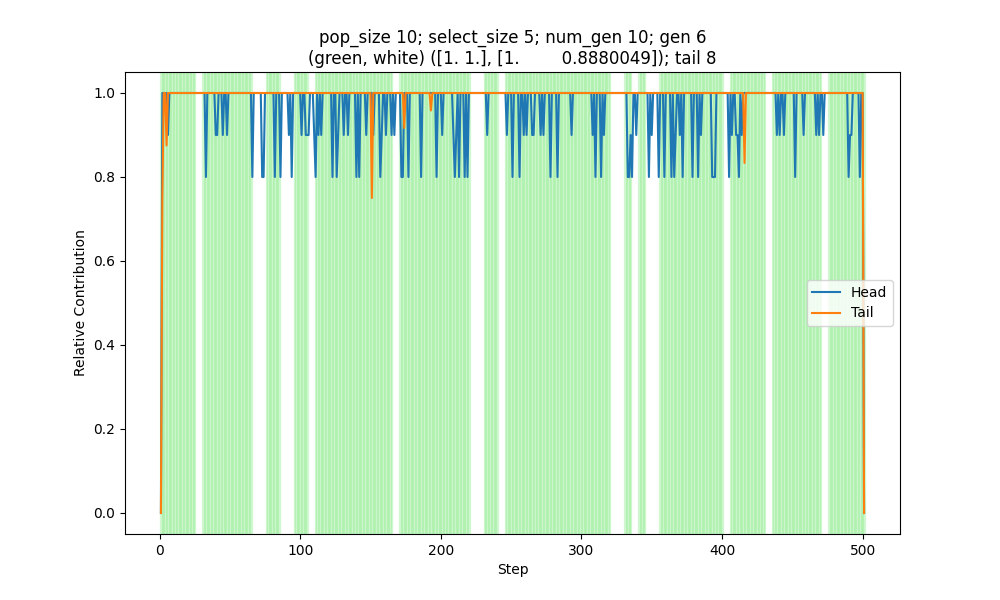 pop_size 10; select_size 5; num_gen 10; gen 6
(green, white) ([1. 1.], [1. 0.8880049]); tail 8
1.0
0.8
0.6
0.4
0.2
0.0
Relative Contribution
Head
Tail
0 100 200 300 400 500
Step